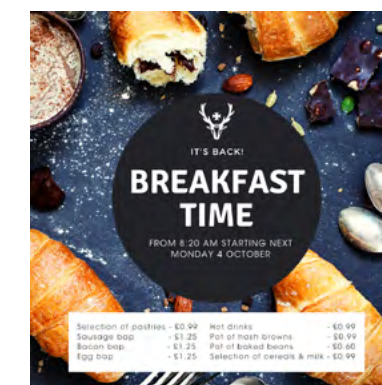 IT'S BACK!
BREAKFAST
TIME
FROM 8:20 AM STARTING NEXT
MONDAY 4 OCTOBER
Selection of pastries - £0.99
Sausage bap - £1.25
Bacon bap - £1.25
Egg bap - £1.25
Hot drinks - £0.99
Pot of hash browns - £0.99
Pot of baked beans - £0.60
Selection of cereals & milk - £0.99